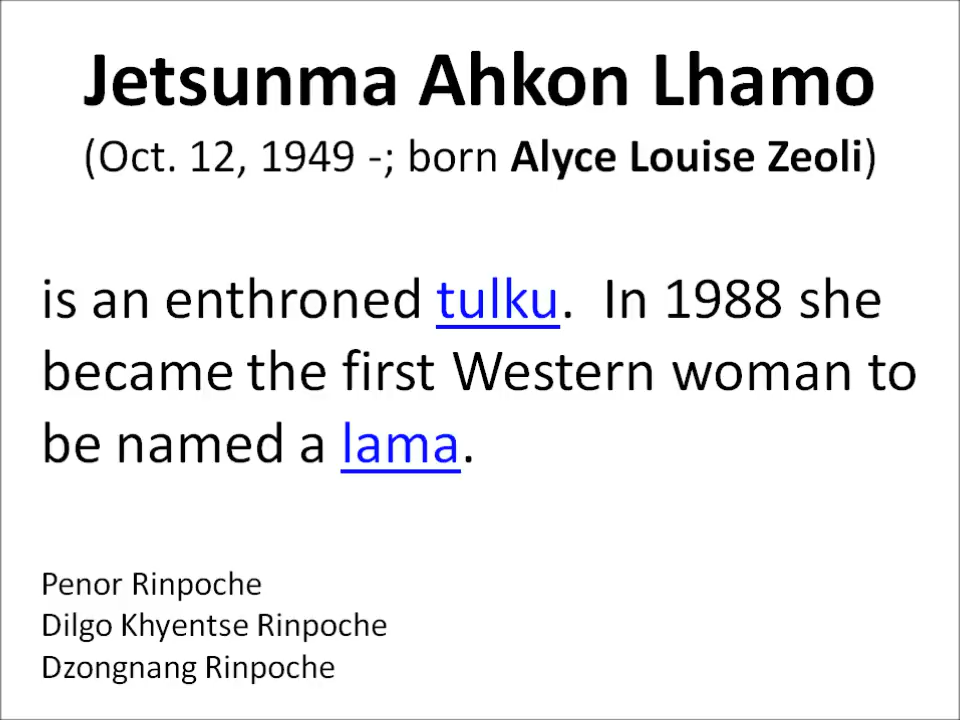 Jetsunma Ahkon Lhamo
(Oct. 12, 1949 -; born Alyce Louise Zeoli)
is an enthroned tulku.  In 1988 she
became the first Western woman to
be named a lama.
Penor Rinpoche
Dilgo Khyentse Rinpoche
Dzongnang Rinpoche